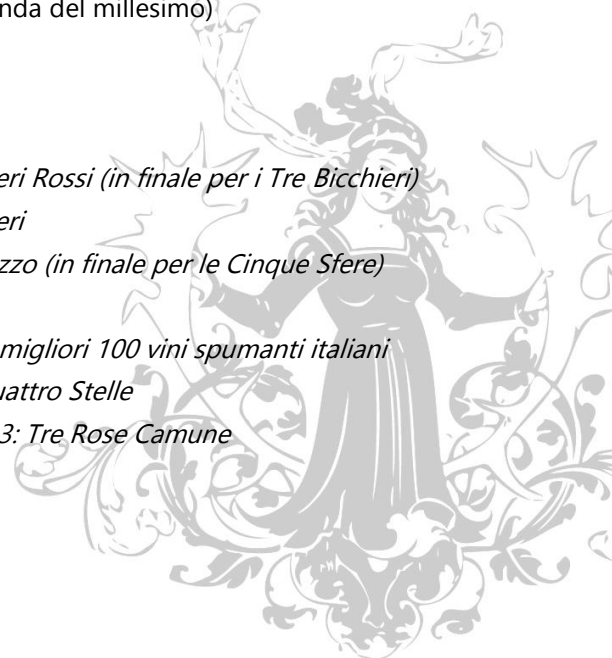 nda del millesimo)
eri Rossi (in finale per i Tre Bicchieri)
eri
zzo (in finale per le Cinque Sfere)
migliori 100 vini spumanti italiani
uattro Stelle
3: Tre Rose Camune